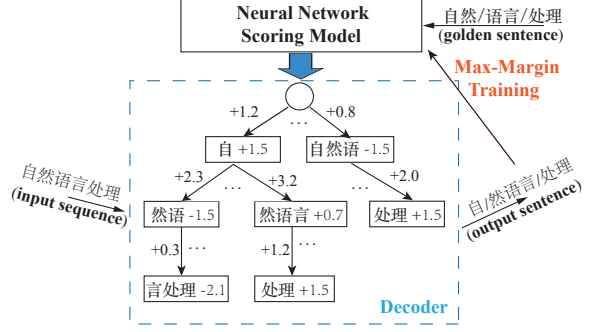 Neural Network
Scoring Model
自然/语言/处理
(golden sentence)
Max-Margin
Training
+1.2
...
+0.8
自 +1.5
自然语 -1.5
+2.3
...
+3.2
...
+2.0
自然语言处理
(input sequence)
然语 -1.5
然语言 +0.7
处理 +1.5
自/然语言/处理
(output sentence)
+0.3
...
+1.2
...
言处理 -2.1
处理 +1.5
Decoder